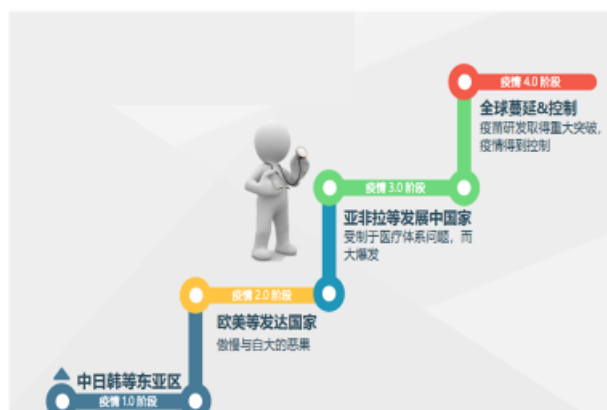 疫情 4.0 阶段
全球蔓延&控制
疫苗研发取得重大突破，
疫情得到控制
疫情 3.0 阶段
亚非拉等发展中国家
受制于医疗体系问题，而
大爆发
疫情 2.0 阶段
欧美等发达国家
傲慢与自大的恶果
中日韩等东亚区
疫情 1.0 阶段